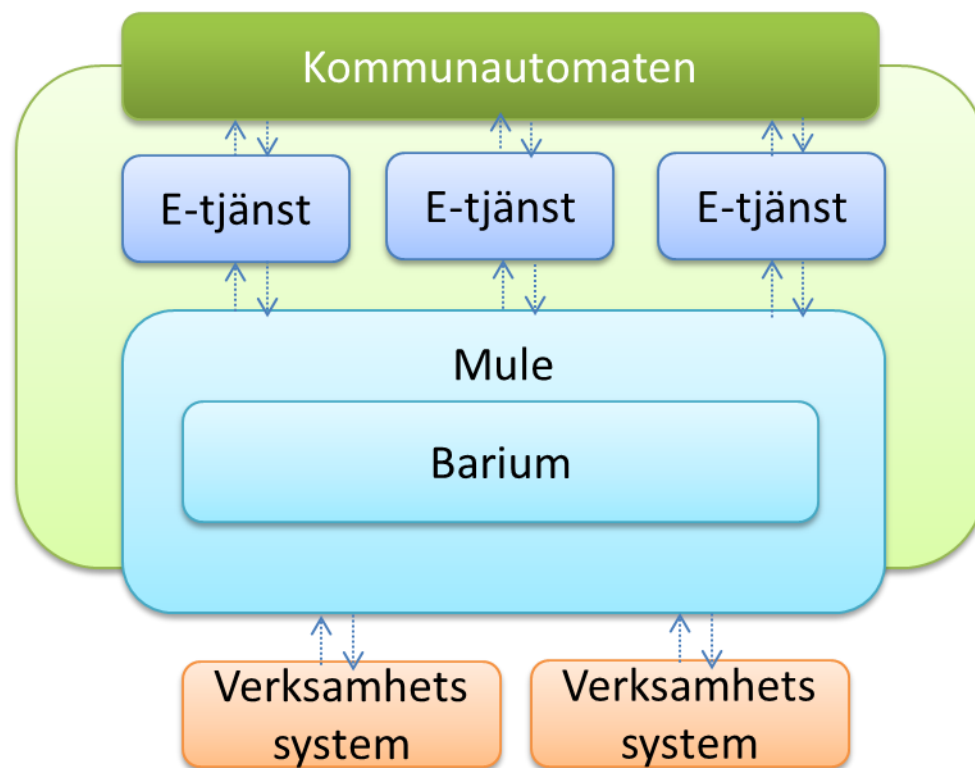 Kommunautomaten
E-tjänst
E-tjänst
E-tjänst
Mule
Barium
Verksamhets
system
Verksamhets
system